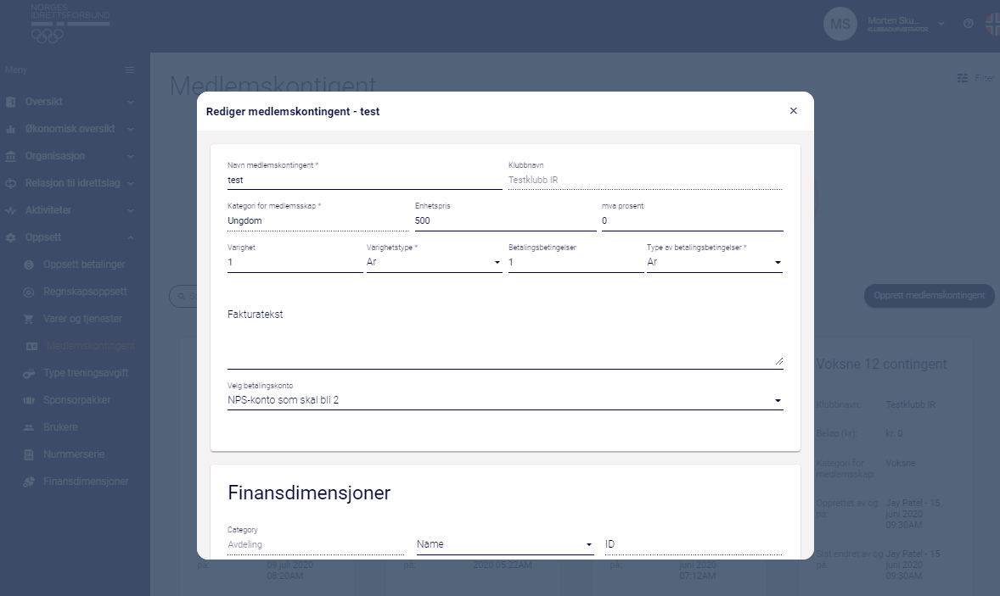 NORGES
IDRETTSFORBUND
MS
Morten Sku...
KLUBBADMINISTRATOR
Meny
Medlemskontigent
Filter
Oversikt
Økonomisk oversikt
Organisasjon
Relasjon til idrettslag
Aktiviteter
Oppsett
Oppsett betalinger
Regnskapsoppsett
Varer og tjenester
Medlemskontingent
Type treningsavgift
Sponsorpakker
Brukere
Nummerserie
Finansdimensjoner
Rediger medlemskontingent - test
Navn medlemskontingent *
test
Klubbnavn
Testklubb IR
Kategori for medlemsskap *
Ungdom
Enhetspris
500
mva prosent
0
Varighet
1
Varighetstype *
Ar
Betalingsbetingelser
1
Type av betalingsbetingelser *
Ar
Fakturatekst
Velg betalingskonto
NPS-konto som skal bli 2
Finansdimensjoner
Category
Avdeling
Name
ID
Opprett medlemskontingent
Voksne 12 contingent
Klubbnavn: Testklubb IR
Beløp (kr) kr. 0
Kategori for Voksne
medlemsskap:
Opprettet av og Jay Patel - 15
på: juni 2020
09:30AM
Sist endret av og Jay Patel - 15
på: juni 2020
09:30AM
på: 09 juli 2020
08:20AM
på: 2020 05:22AM
på: juni 2020
07:12AM